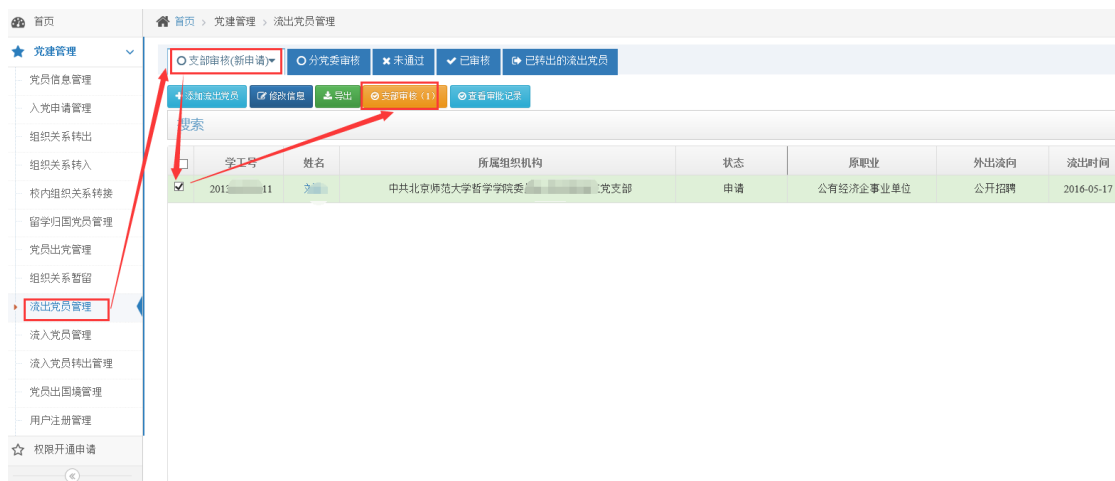 首页
首页 > 党建管理 > 流出党员管理
党建管理
党员信息管理
入党申请管理
组织关系转出
组织关系转入
校内组织关系转接
留学归国党员管理
党员出党管理
组织关系暂留
流出党员管理
流入党员管理
流入党员转出管理
党员出国境管理
用户注册管理
权限开通申请
支部审核(新申请) 分党委审核 未通过 已审核 已转出的流出党员
添加流出党员 修改信息 导出 支部审核（1） 查看审批记录
搜索
学工号 姓名 所属组织机构 状态 原职业 外出流向 流出时间
201 11 中共北京师范大学哲学学院委 党支部 申请 公有经济企事业单位 公开招聘 2016-05-17